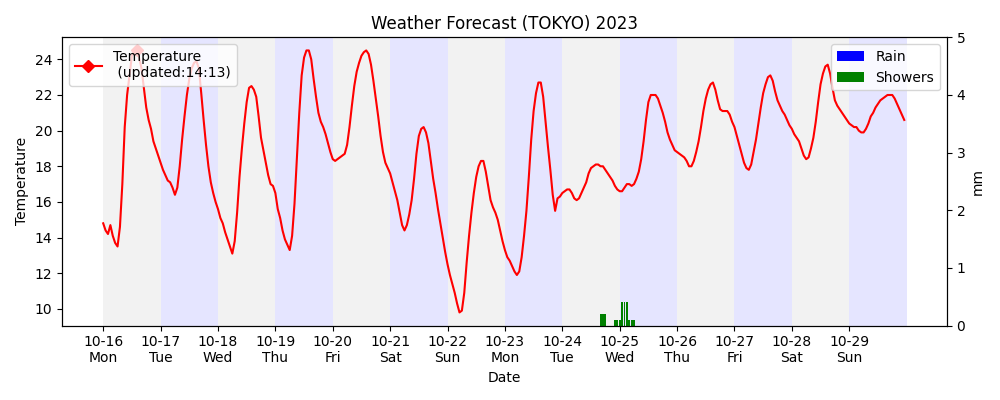 Weather Forecast (TOKYO) 2023
Temperature
(updated:14:13)
Rain
Showers
Temperature
24
22
20
18
16
14
12
10
5
4
3
2
1
0
mm
10-16 10-17 10-18 10-19 10-20 10-21 10-22 10-23 10-24 10-25 10-26 10-27 10-28 10-29
Mon Tue Wed Thu Fri Sat Sun Mon Tue Wed Thu Fri Sat Sun
Date